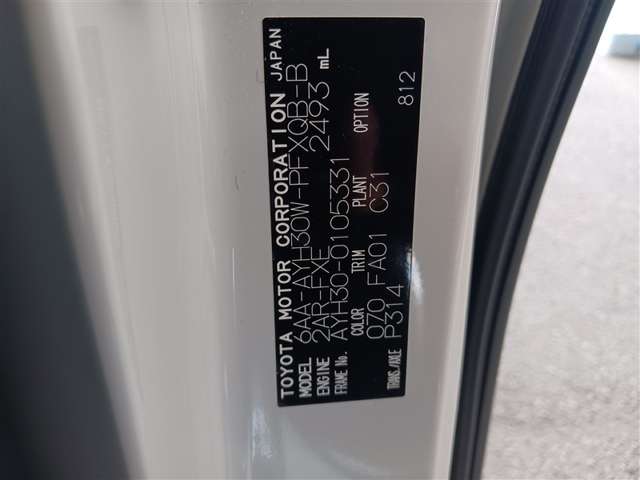 TOYOTA MOTOR CORPORATION JAPAN
MODEL 6AA-AYH30W-PFXQB-B
ENGINE 2AR-FXE 2493 mL
FRAME No. AYH30-0105331
COLOR TRIM PLANT OPTION
070 FA01 C31 812
TRANS./AXLE P314